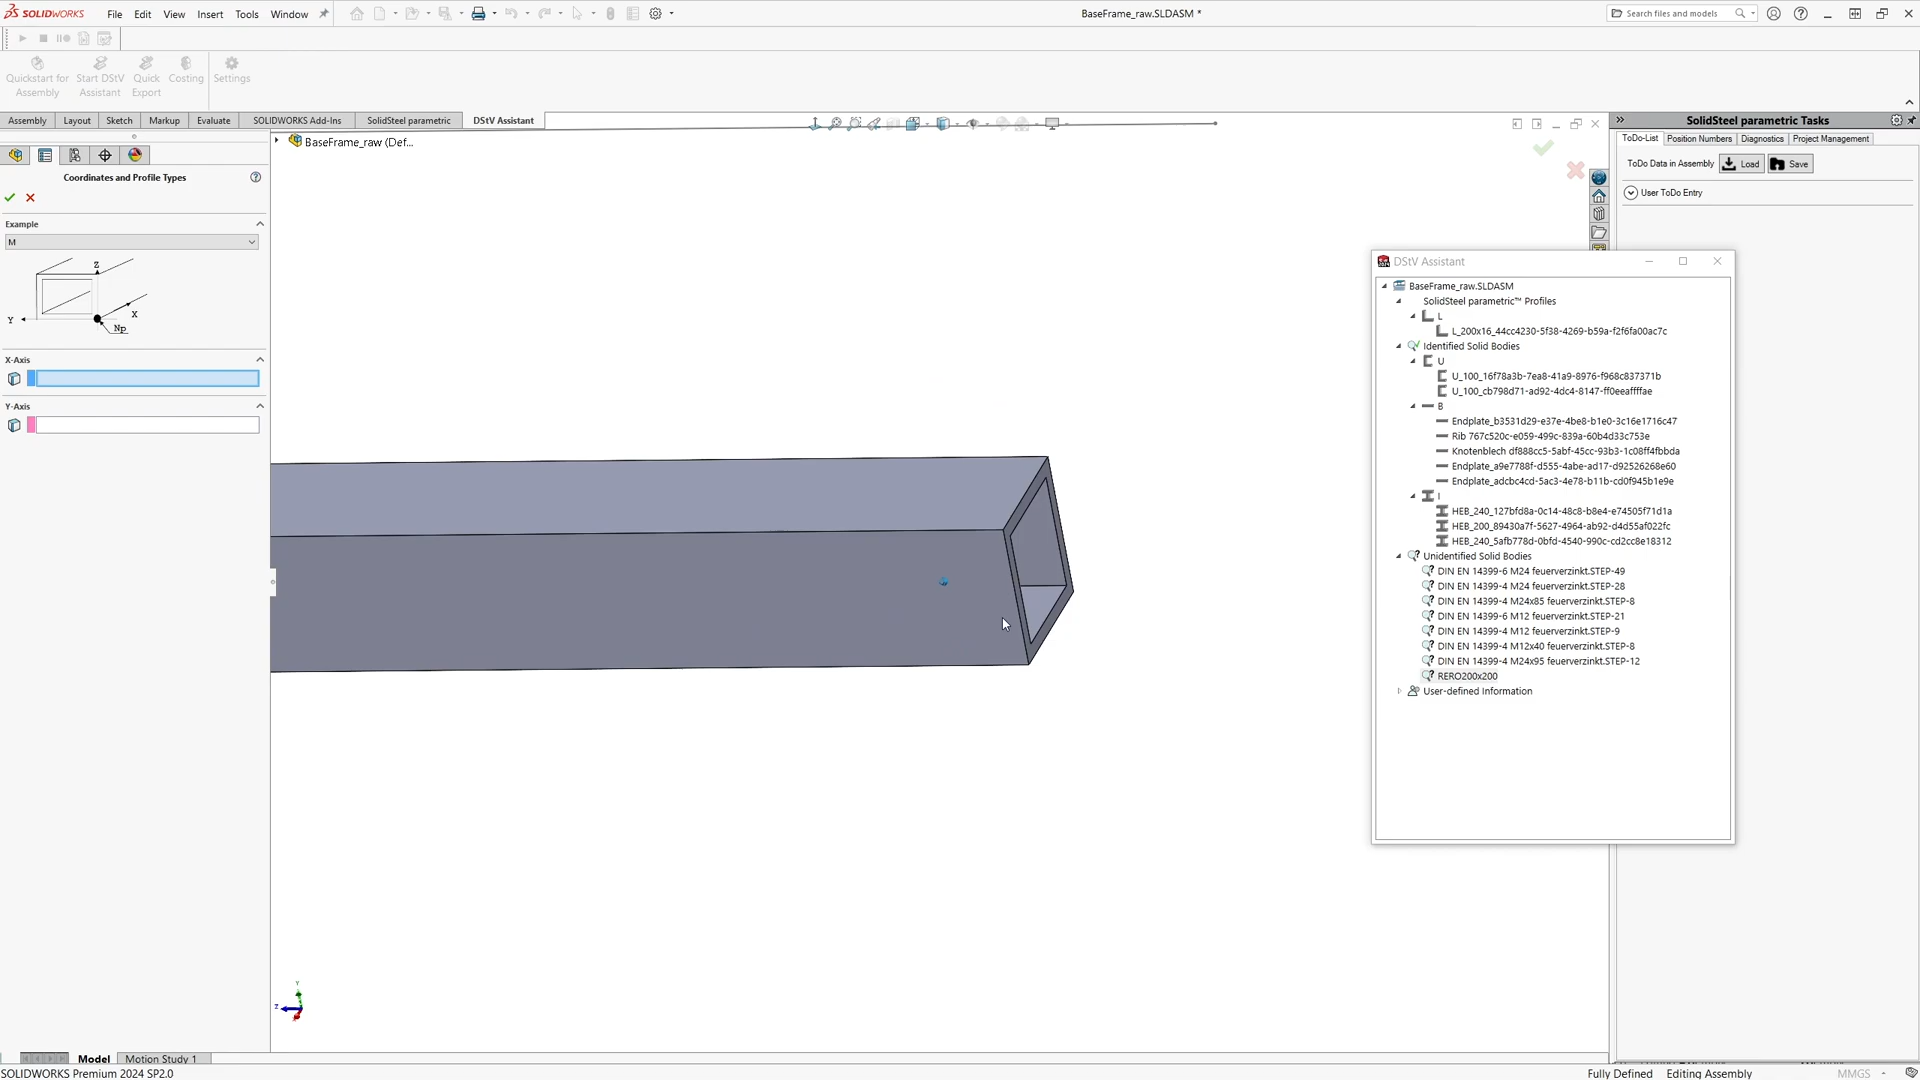 SOLIDWORKS
File Edit View Insert Tools Window
BaseFrame_raw.SLDASM *
Search files and models
Quickstart for Assembly
Start DStV Assistant
Quick Export
Costing
Settings
Assembly Layout Sketch Markup Evaluate SOLIDWORKS Add-Ins SolidSteel parametric DStV Assistant
BaseFrame_raw (Def...
Coordinates and Profile Types
Example
M
Z
Y
X
Np
X-Axis
Y-Axis
SolidSteel parametric Tasks
ToDo-List Position Numbers Diagnostics Project Management
ToDo Data in Assembly Load Save
User ToDo Entry
DStV Assistant
BaseFrame_raw.SLDASM
SolidSteel parametric™ Profiles
L
L_200x16_44cc4230-5f38-4269-b59a-f2f6fa00ac7c
Identified Solid Bodies
U
U_100_16f78a3b-7ea8-41a9-8976-f968c837371b
U_100_cb798d71-ad92-4dc4-8147-ff0eeaffffae
B
Endplate_b3531d29-e37e-4be8-b1e0-3c16e1716c47
Rib 767c520c-e059-499c-839a-60b4d33c753e
Knotenblech df888cc5-5abf-45cc-93b3-1c08ff4fbbda
Endplate_a9e7788f-d555-4abe-ad17-d92526268e60
Endplate_adcbc4cd-5ac3-4e78-b11b-cd0f945b1e9e
I
HEB_240_127bfd8a-0c14-48c8-b8e4-e74505f71d1a
HEB_200_89430a7f-5627-4964-ab92-d4d55af022fc
HEB_240_5afb778d-0bfd-4540-990c-cd2cc8e18312
Unidentified Solid Bodies
DIN EN 14399-6 M24 feuerverzinkt.STEP-49
DIN EN 14399-4 M24 feuerverzinkt.STEP-28
DIN EN 14399-4 M24x85 feuerverzinkt.STEP-8
DIN EN 14399-6 M12 feuerverzinkt.STEP-21
DIN EN 14399-4 M12 feuerverzinkt.STEP-9
DIN EN 14399-4 M12x40 feuerverzinkt.STEP-8
DIN EN 14399-4 M24x95 feuerverzinkt.STEP-12
RERO200x200
User-defined Information
Y
Z
Model Motion Study 1
SOLIDWORKS Premium 2024 SP2.0
Fully Defined Editing Assembly MMGS